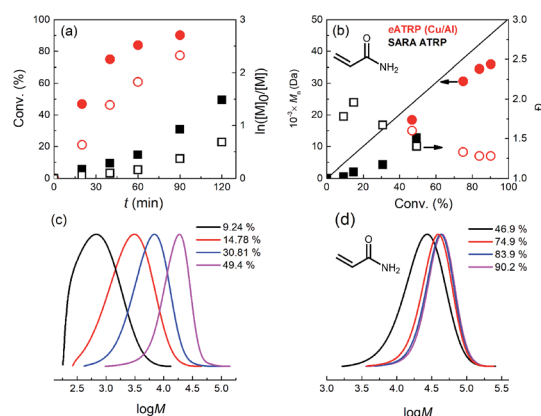 (a)
Conv. (%)
100
80
60
40
20
0
3
2
1
0
ln([M]0/[M])
0 20 40 60 80 100 120
t (min)
(b)
eATRP (Cu/Al)
SARA ATRP
NH2
O
10-3× Mn (Da)
50
40
30
20
10
0
3.0
2.5
2.0
1.5
1.0
Đ
0 20 40 60 80 100
Conv. (%)
(c)
9.24 %
14.78 %
30.81 %
49.4 %
2.5 3.0 3.5 4.0 4.5 5.0
logM
(d)
O
NH2
46.9 %
74.9 %
83.9 %
90.2 %
3.0 3.5 4.0 4.5 5.0 5.5
logM